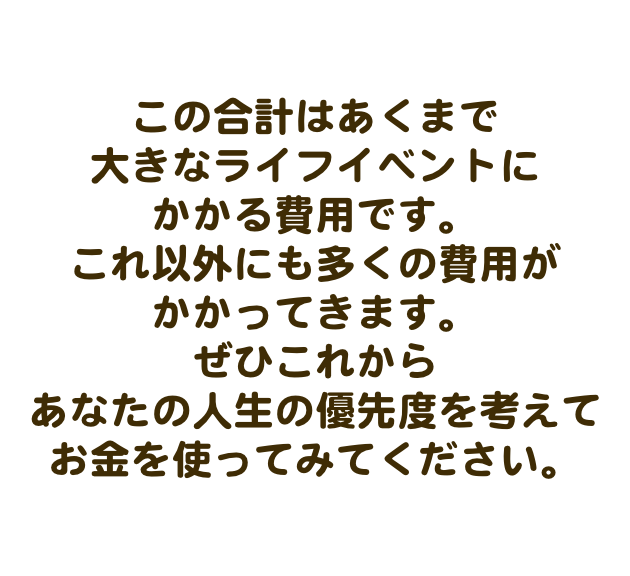 この合計はあくまで
大きなライフイベントに
かかる費用です。
これ以外にも多くの費用が
かかってきます。
ぜひこれから
あなたの人生の優先度を考えて
お金を使ってみてください。